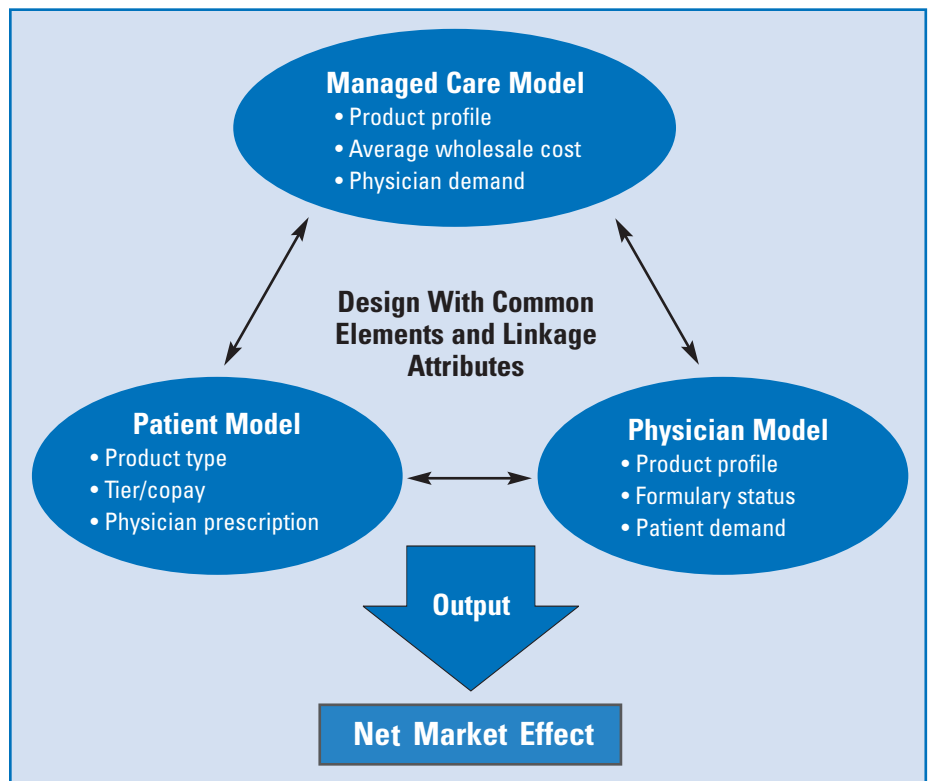 Managed Care Model
• Product profile
• Average wholesale cost
• Physician demand
Design With Common
Elements and Linkage
Attributes
Patient Model
• Product type
• Tier/copay
• Physician prescription
Physician Model
• Product profile
• Formulary status
• Patient demand
Output
Net Market Effect